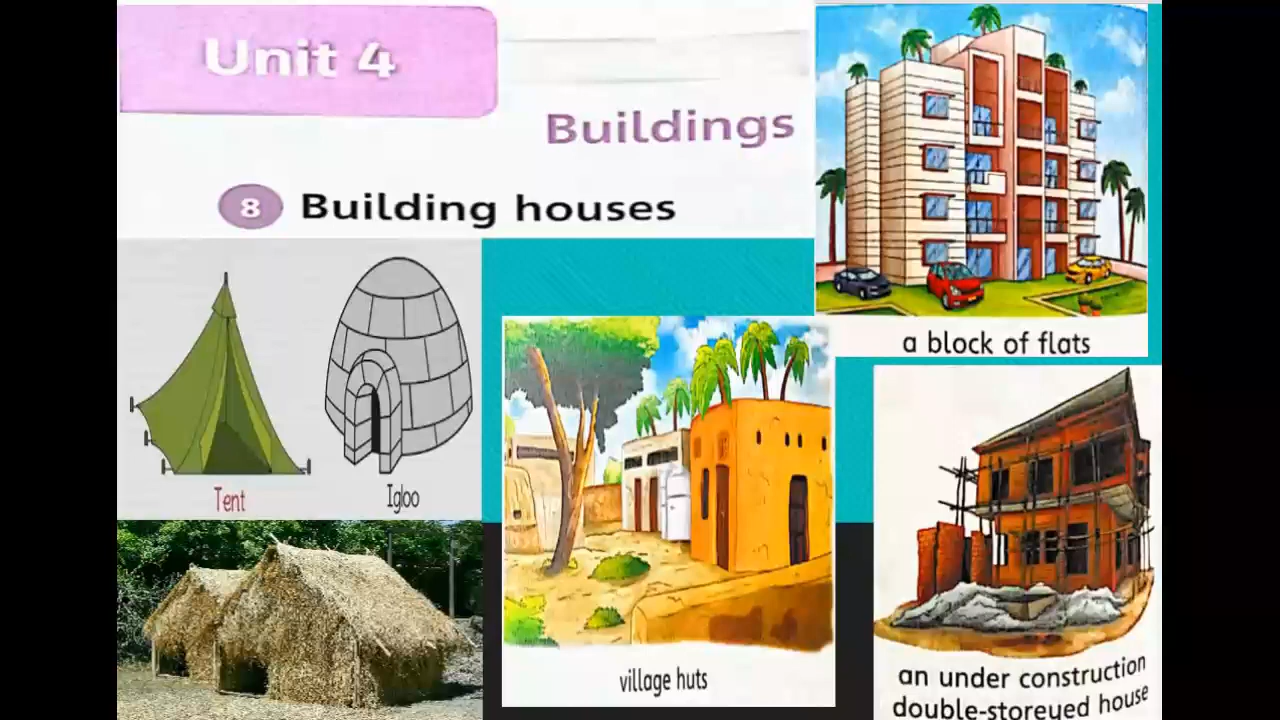 Unit 4
Buildings
8 Building houses
a block of flats
Tent
Igloo
village huts
an under construction
double-storeyed house